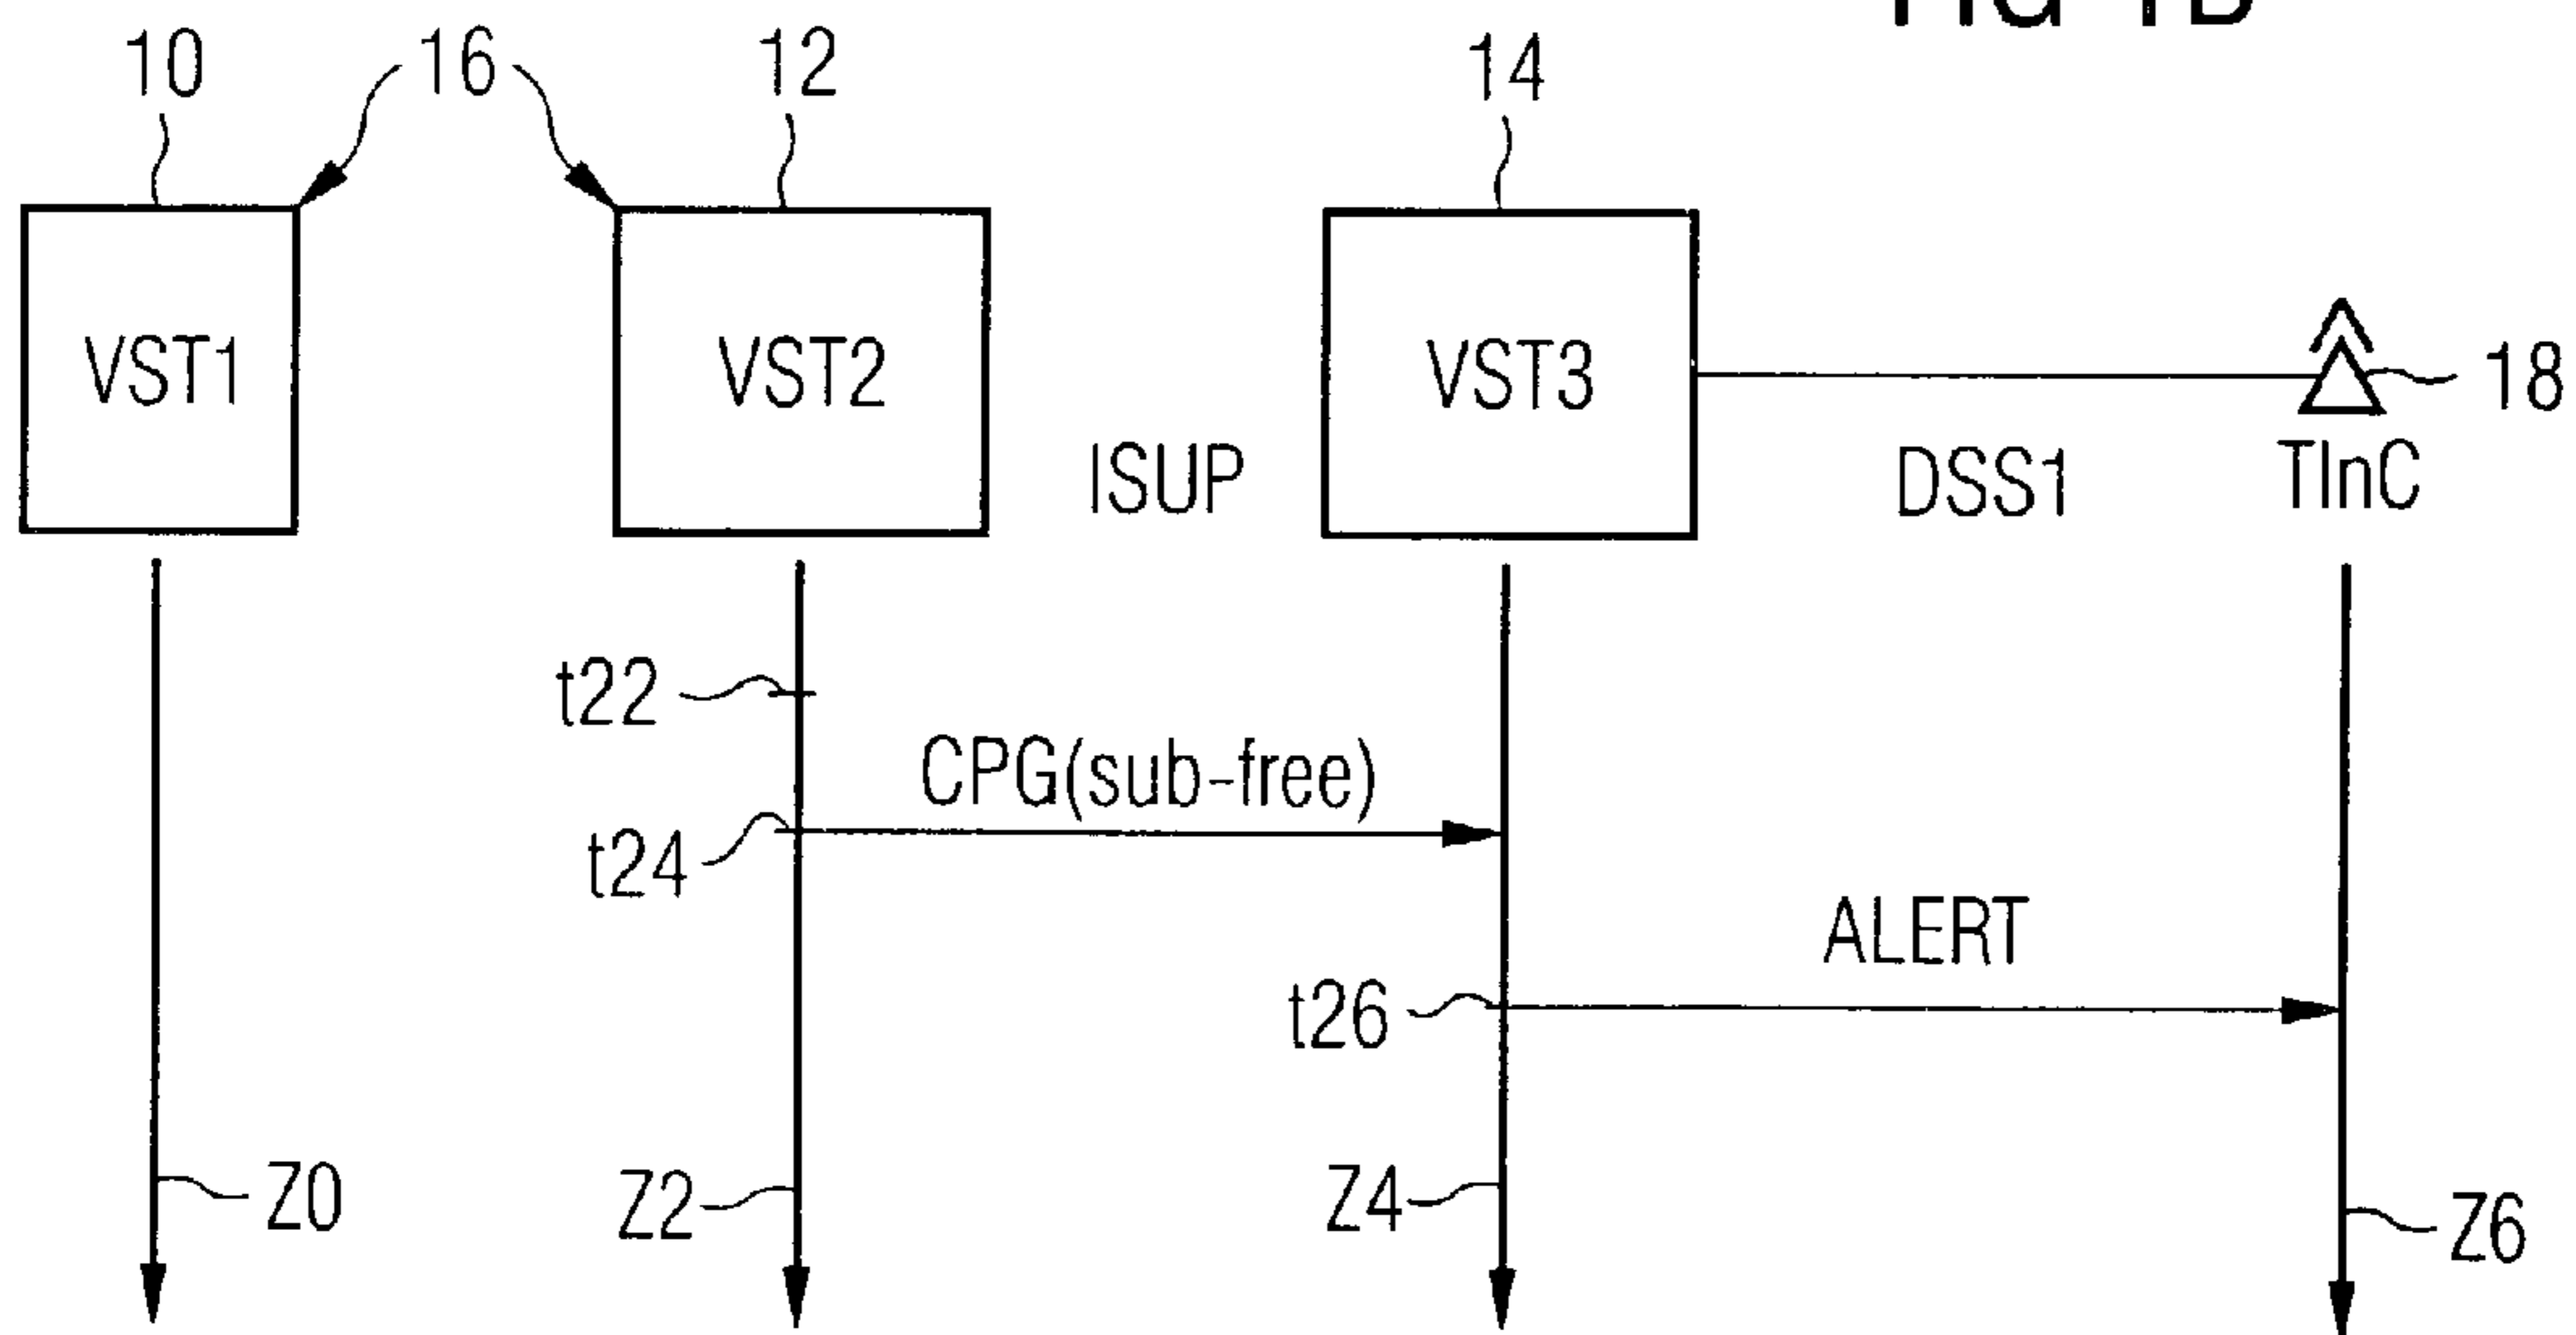 10
16
12
14
VST1
VST2
ISUP
VST3
DSS1
18
TlnC
t22
CPG(sub-free)
t24
ALERT
t26
Z0
Z2
Z4
Z6